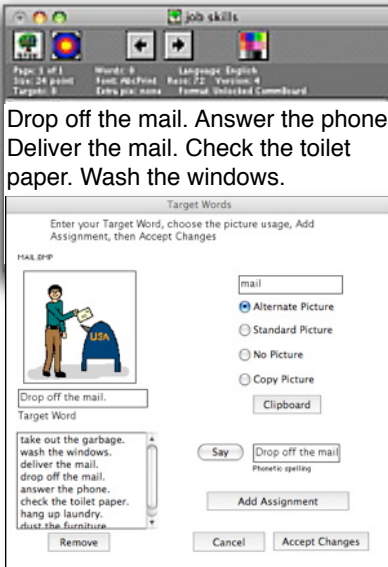 job skills
Page: 1 of 1
Words: 8
Language: English
Size: 24 point
Font: AbcPrint
Base: 72
Version: 4
Targets: 8
Extra pix: none
Format: Unlocked CommBoard
Drop off the mail. Answer the phone
Deliver the mail. Check the toilet
paper. Wash the windows.
Target Words
Enter your Target Word, choose the picture usage, Add
Assignment, then Accept Changes
MAIL.BMP
USA
mail
Alternate Picture
Standard Picture
No Picture
Copy Picture
Clipboard
Drop off the mail.
Target Word
take out the garbage.
wash the windows.
deliver the mail.
drop off the mail.
answer the phone.
check the toilet paper.
hang up laundry.
dust the furniture
Say
Drop off the mail
Phonetic spelling
Add Assignment
Remove
Cancel
Accept Changes